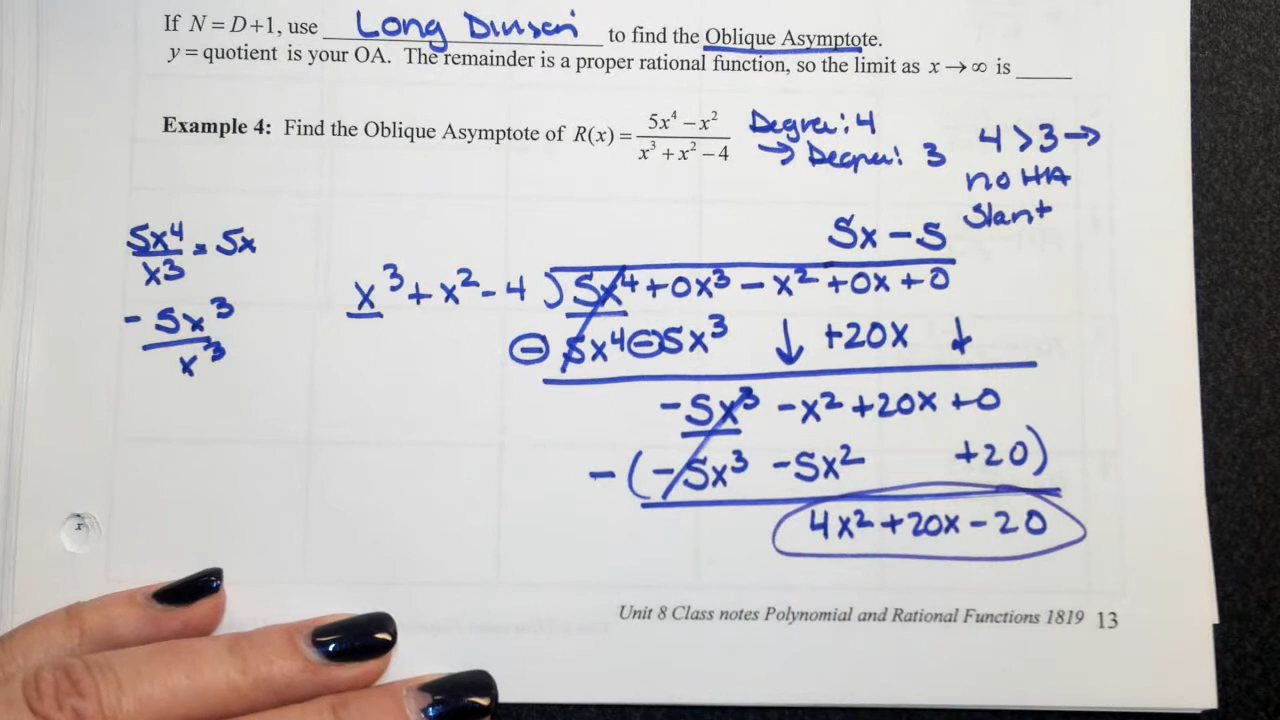 If N = D+1, use Long Division to find the Oblique Asymptote.
y = quotient is your OA. The remainder is a proper rational function, so the limit as x → ∞ is ____
Example 4: Find the Oblique Asymptote of R(x) = (5x⁴ − x²)/(x³ + x² − 4)
Degree: 4
→ Degree: 3
4 > 3 →
no HA
Slant
5x⁴/x³ = 5x
−5x³/x³
5x − 5
x³ + x² − 4 ) 5x⁴ + 0x³ − x² + 0x + 0
⊖ 5x⁴ ⊖ 5x³ ↓ +20x ↓
−5x³ − x² + 20x + 0
−(−5x³ − 5x² + 20)
4x² + 20x − 20
Unit 8 Class notes Polynomial and Rational Functions 1819 13